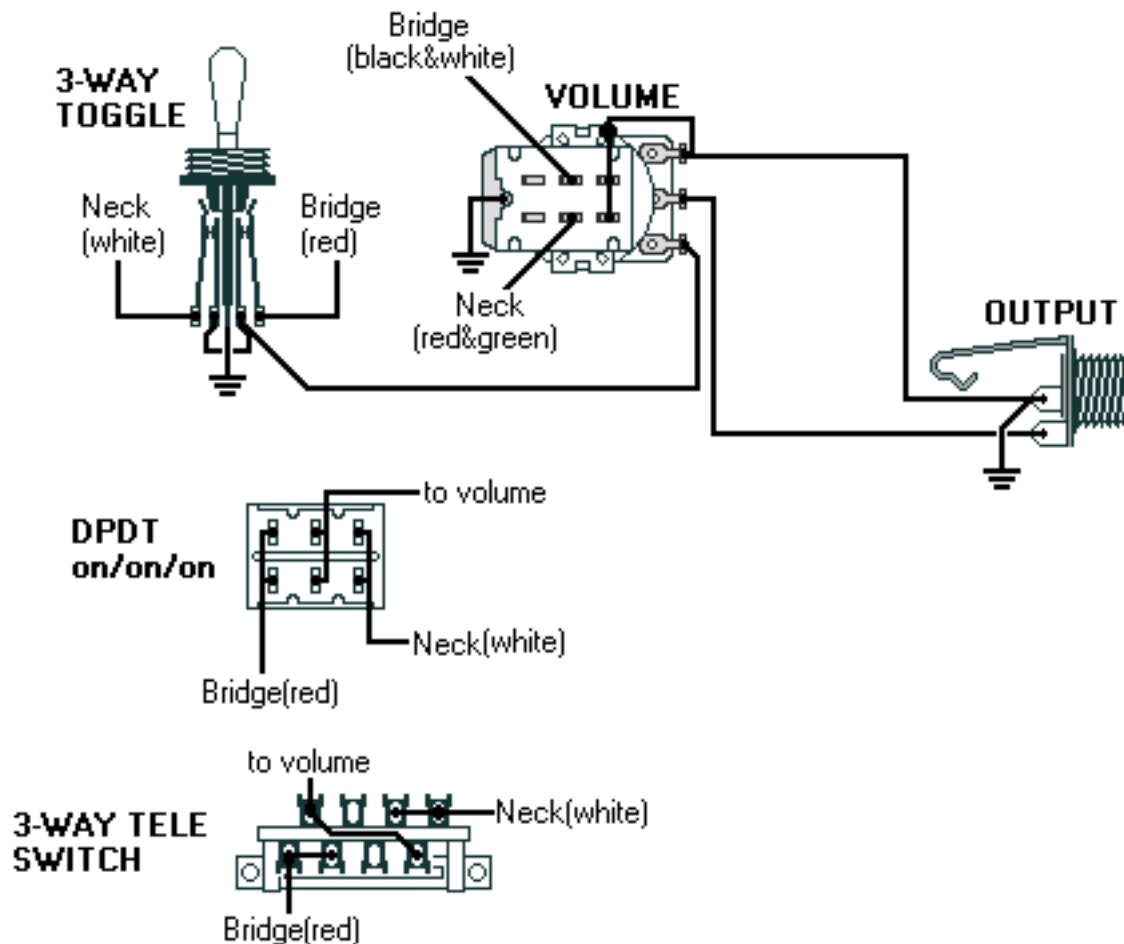 Bridge
(black&white)
3-WAY
TOGGLE
VOLUME
Neck
(white)
Bridge
(red)
Neck
(red&green)
OUTPUT
to volume
DPDT
on/on/on
Neck(white)
Bridge(red)
to volume
Neck(white)
3-WAY TELE
SWITCH
Bridge(red)